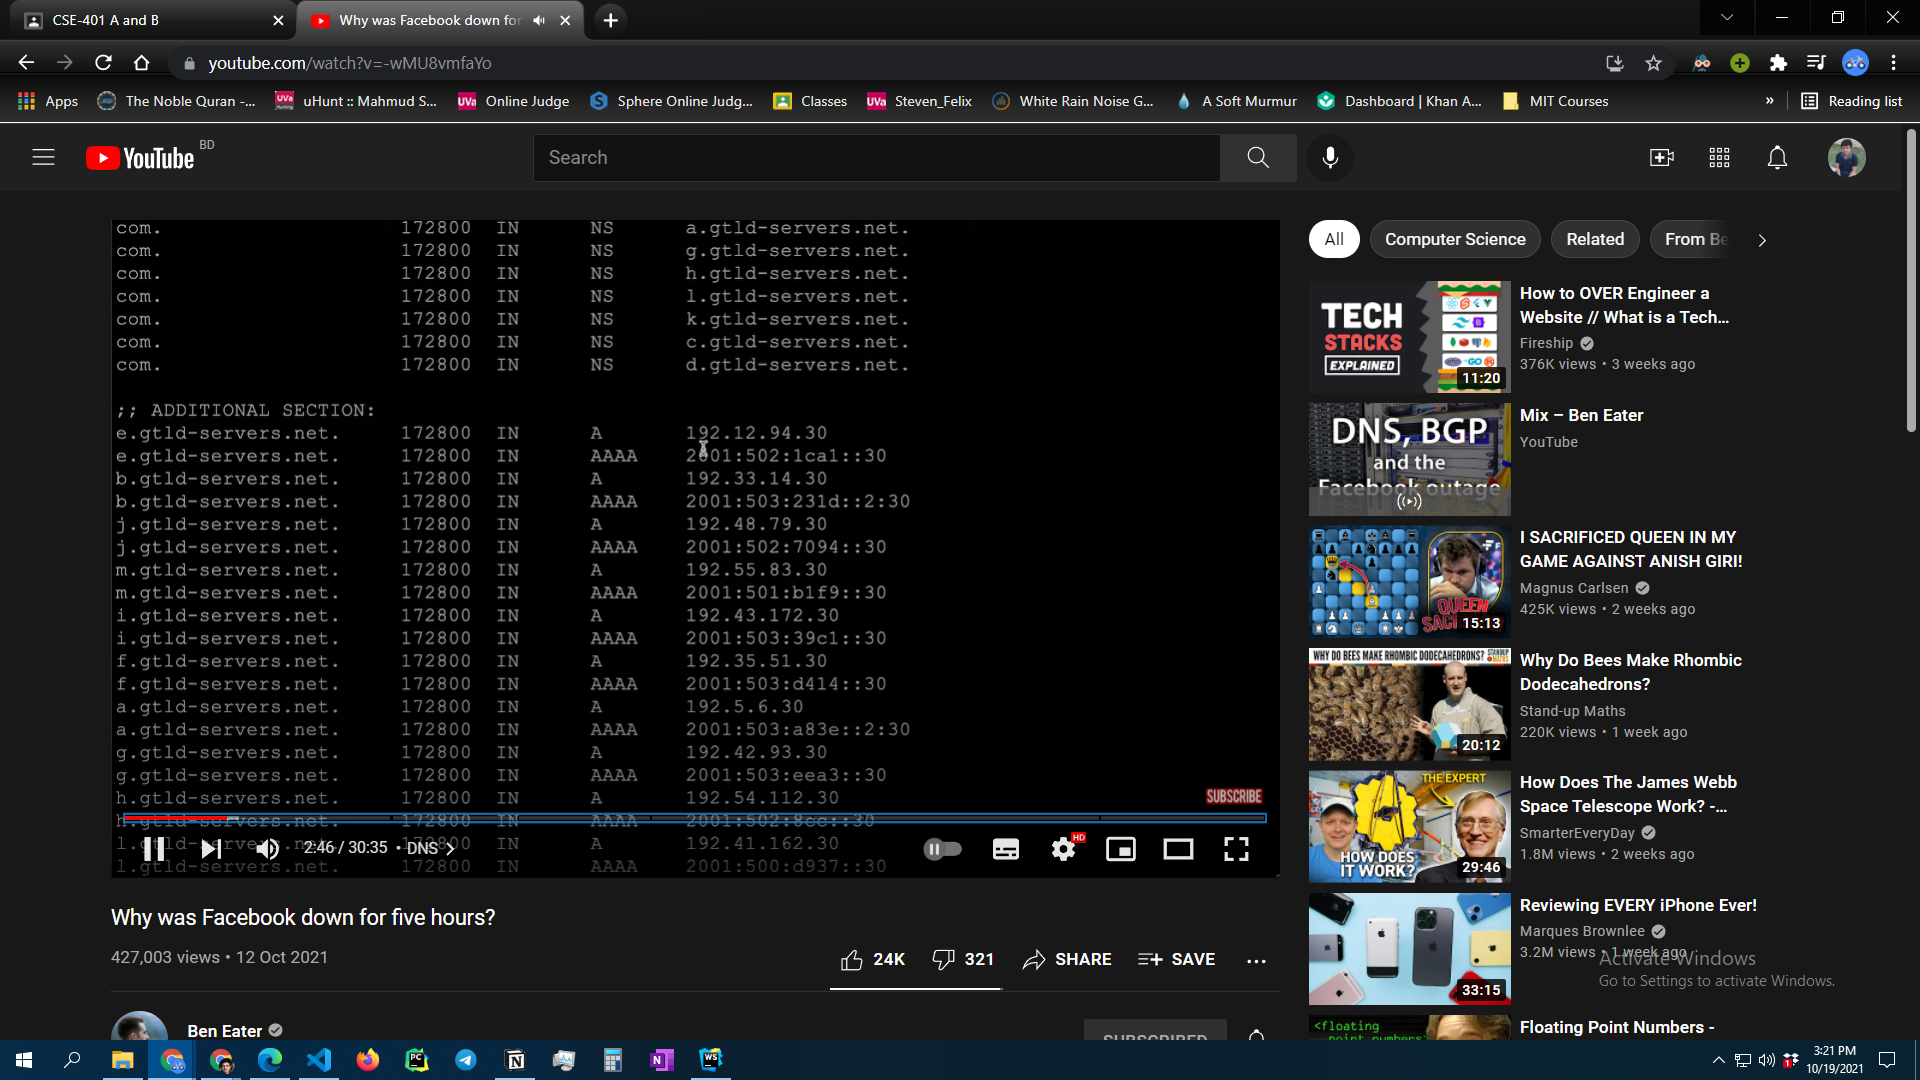 CSE-401 A and B
Why was Facebook down for
youtube.com/watch?v=-wMU8vmfaYo
Apps
The Noble Quran -...
uHunt :: Mahmud S...
Online Judge
Sphere Online Judg...
Classes
Steven_Felix
White Rain Noise G...
A Soft Murmur
Dashboard | Khan A...
MIT Courses
»
Reading list
YouTube BD
Search
com. 172800 IN NS a.gtld-servers.net.
com. 172800 IN NS g.gtld-servers.net.
com. 172800 IN NS h.gtld-servers.net.
com. 172800 IN NS l.gtld-servers.net.
com. 172800 IN NS k.gtld-servers.net.
com. 172800 IN NS c.gtld-servers.net.
com. 172800 IN NS d.gtld-servers.net.
;; ADDITIONAL SECTION:
e.gtld-servers.net. 172800 IN A 192.12.94.30
e.gtld-servers.net. 172800 IN AAAA 2001:502:1ca1::30
b.gtld-servers.net. 172800 IN A 192.33.14.30
b.gtld-servers.net. 172800 IN AAAA 2001:503:231d::2:30
j.gtld-servers.net. 172800 IN A 192.48.79.30
j.gtld-servers.net. 172800 IN AAAA 2001:502:7094::30
m.gtld-servers.net. 172800 IN A 192.55.83.30
m.gtld-servers.net. 172800 IN AAAA 2001:501:b1f9::30
i.gtld-servers.net. 172800 IN A 192.43.172.30
i.gtld-servers.net. 172800 IN AAAA 2001:503:39c1::30
f.gtld-servers.net. 172800 IN A 192.35.51.30
f.gtld-servers.net. 172800 IN AAAA 2001:503:d414::30
a.gtld-servers.net. 172800 IN A 192.5.6.30
a.gtld-servers.net. 172800 IN AAAA 2001:503:a83e::2:30
g.gtld-servers.net. 172800 IN A 192.42.93.30
g.gtld-servers.net. 172800 IN AAAA 2001:503:eea3::30
h.gtld-servers.net. 172800 IN A 192.54.112.30
h.gtld-servers.net. 172800 IN AAAA 2001:502:8cc::30
l.gtld-servers.net. 172800 IN A 192.41.162.30
l.gtld-servers.net. 172800 IN AAAA 2001:500:d937::30
SUBSCRIBE
2:46 / 30:35 • DNS
HD
Why was Facebook down for five hours?
427,003 views • 12 Oct 2021
24K
321
SHARE
SAVE
Ben Eater
SUBSCRIBED
All
Computer Science
Related
From Be
TECH
STACKS
EXPLAINED
11:20
How to OVER Engineer a
Website // What is a Tech...
Fireship
376K views • 3 weeks ago
DNS, BGP
and the
Facebook outage
Mix – Ben Eater
YouTube
QUEEN
15:13
I SACRIFICED QUEEN IN MY
GAME AGAINST ANISH GIRI!
Magnus Carlsen
425K views • 2 weeks ago
WHY DO BEES MAKE RHOMBIC DODECAHEDRONS?
20:12
Why Do Bees Make Rhombic
Dodecahedrons?
Stand-up Maths
220K views • 1 week ago
THE EXPERT
HOW DOES
IT WORK?
29:46
How Does The James Webb
Space Telescope Work? -...
SmarterEveryDay
1.8M views • 2 weeks ago
33:15
Reviewing EVERY iPhone Ever!
Marques Brownlee
3.2M views • 1 week ago
Activate Windows
Go to Settings to activate Windows.
<floating
point numbers>
Floating Point Numbers -
3:21 PM
10/19/2021